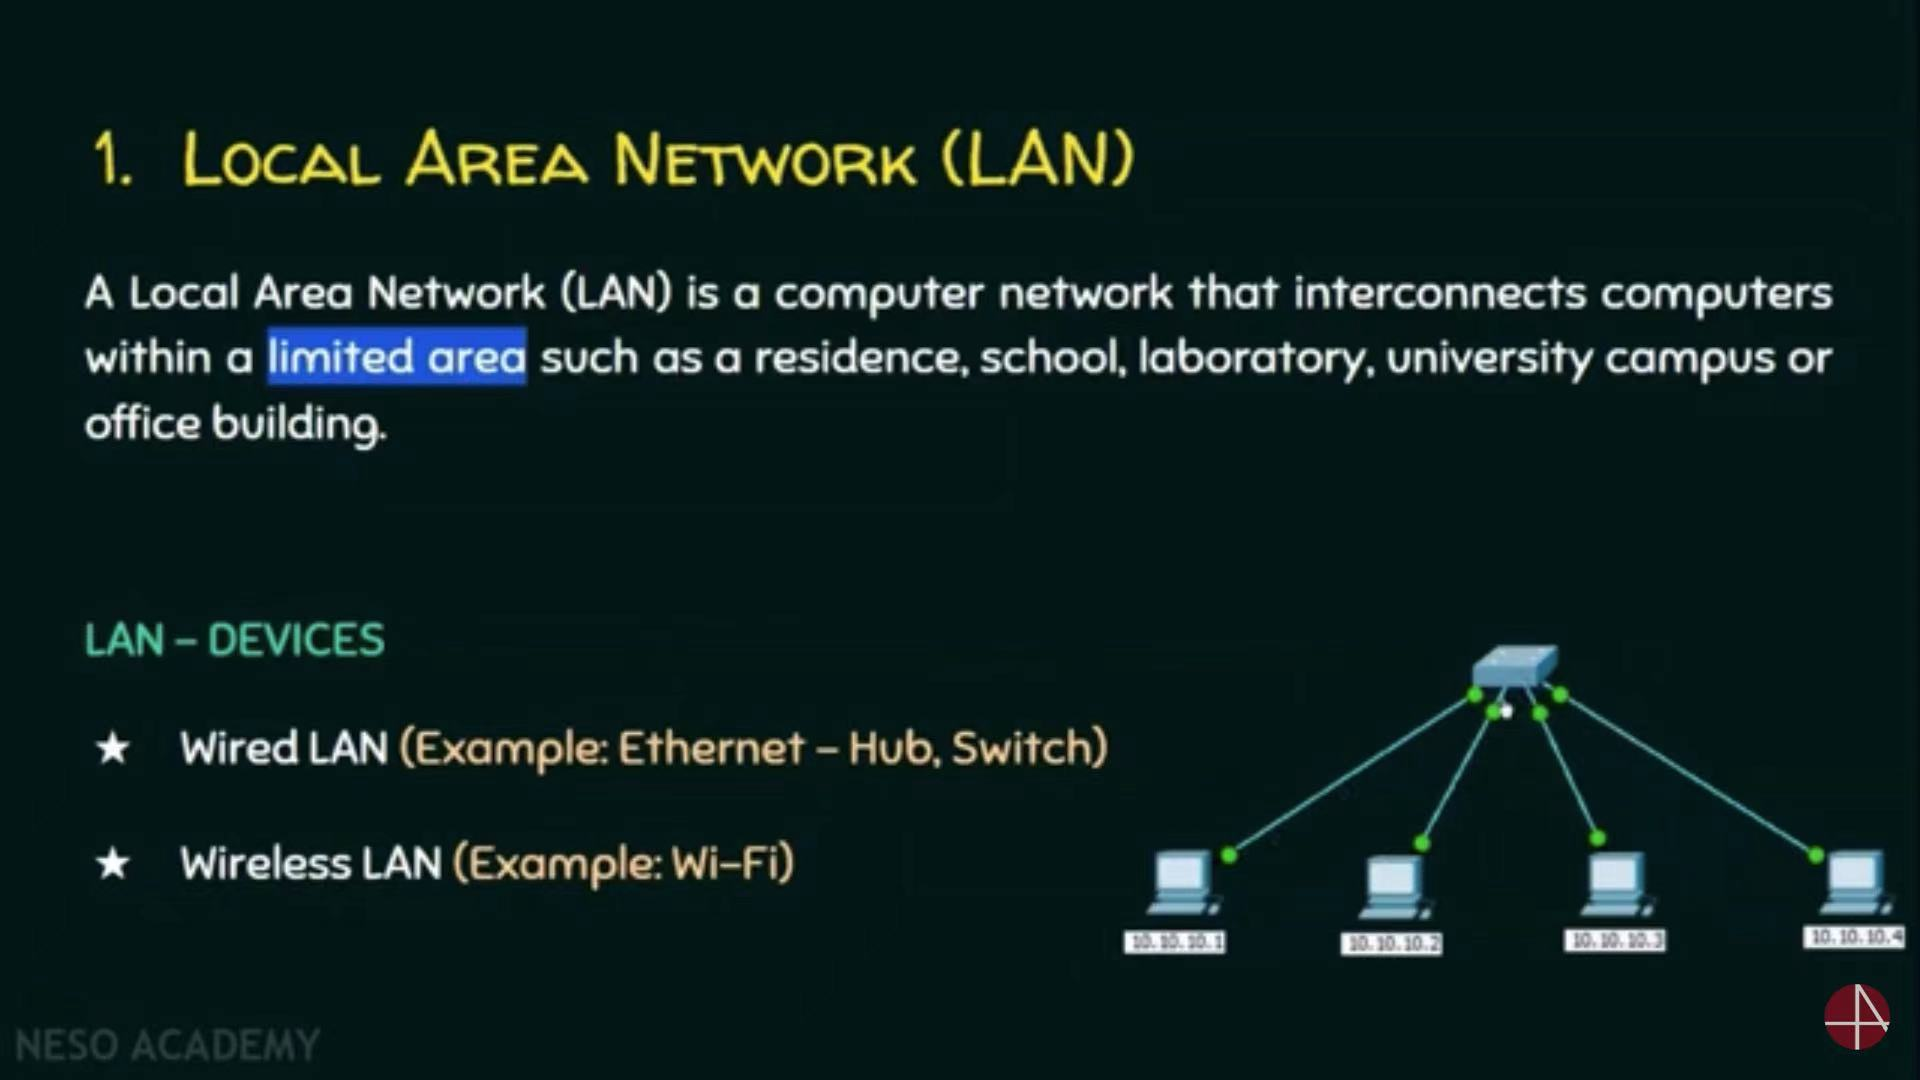 1. LOCAL AREA NETWORK (LAN)
A Local Area Network (LAN) is a computer network that interconnects computers
within a limited area such as a residence, school, laboratory, university campus or
office building.
LAN – DEVICES
★ Wired LAN (Example: Ethernet – Hub, Switch)
★ Wireless LAN (Example: Wi-Fi)
10.10.10.1
10.10.10.2
10.10.10.3
10.10.10.4
NESO ACADEMY